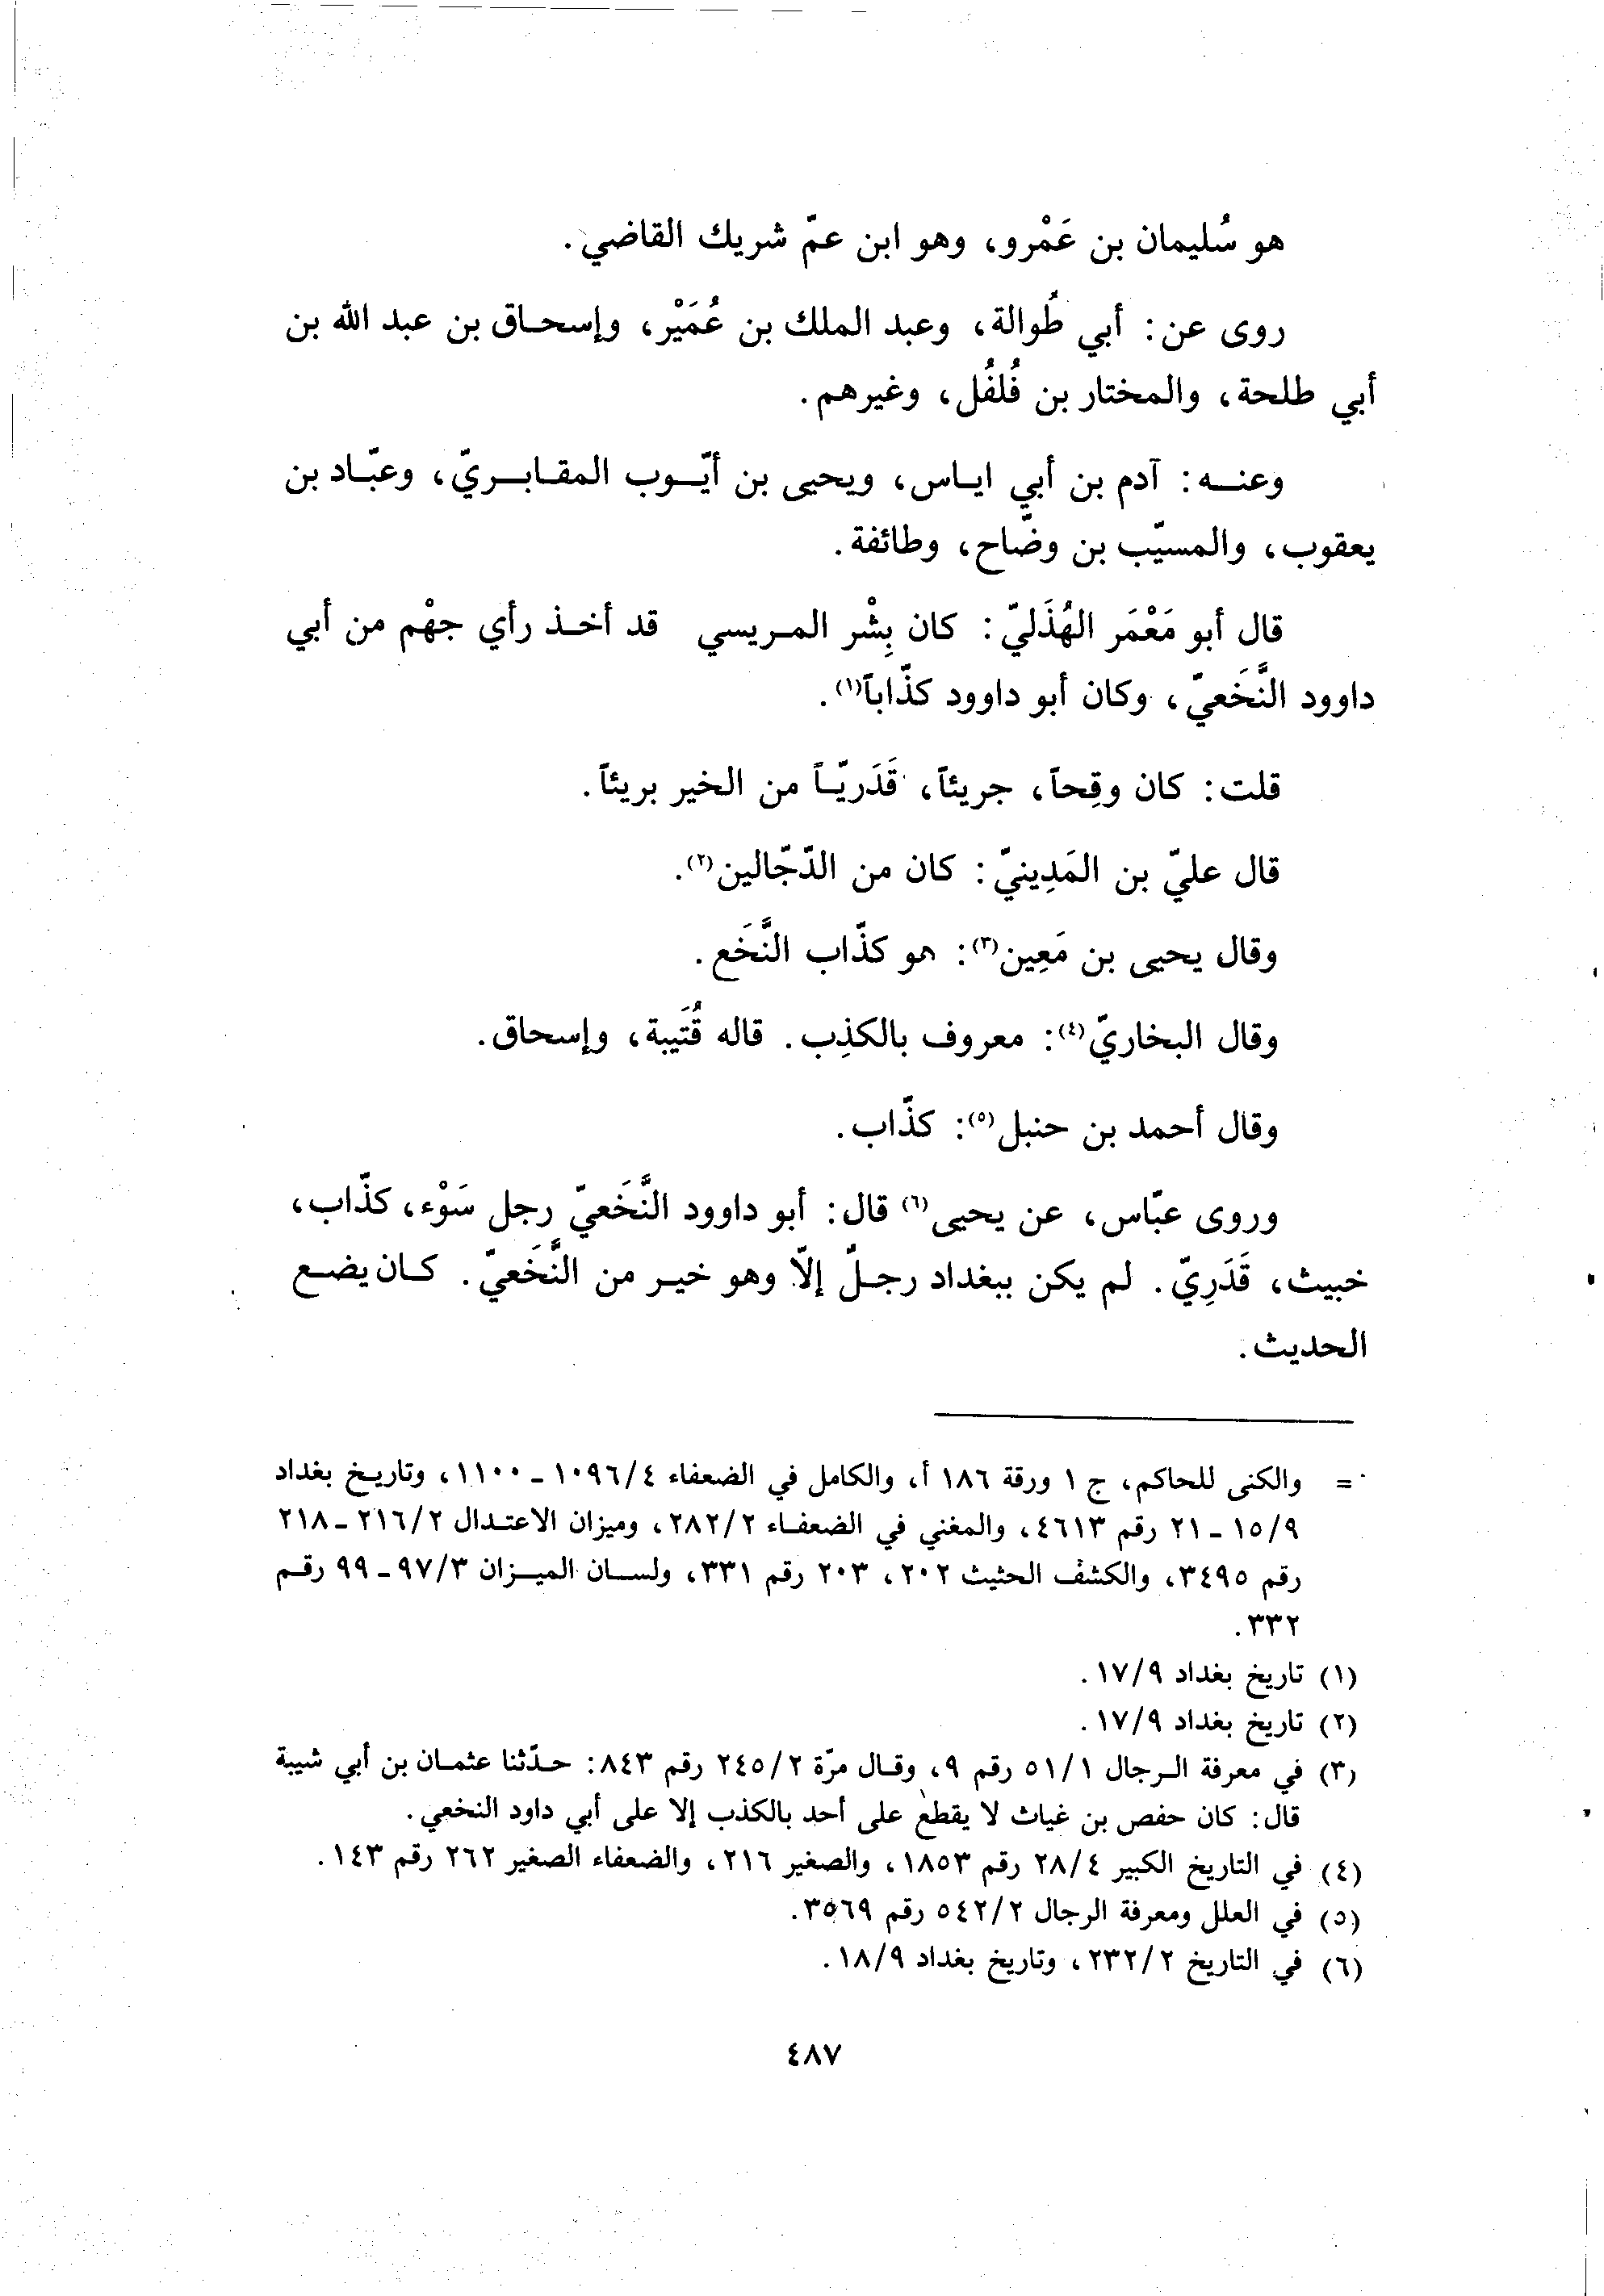 هو سُليمان بن عَمْرو، وهو ابن عمّ شريك القاضي.
روى عن: أبي طُوالة، وعبد الملك بن عُمَيْر، وإسحاق بن عبد الله بن
أبي طلحة، والمختار بن فُلفُل، وغيرهم.
وعنه: آدم بن أبي اياس، ويحيى بن أيّوب المقابريّ، وعبّاد بن
يعقوب، والمسيّب بن وضّاح، وطائفة.
قال أبو مَعْمَر الهُذَليّ: كان بِشْر المريسي قد أخذ رأي جهْم من أبي
داوود النَّخَعيّ، وكان أبو داوود كذّاباً(١).
قلت: كان وقِحاً، جريئاً، قَدَريّاً من الخير بريئاً.
قال عليّ بن المَدِينيّ: كان من الدّجّالين(٢).
وقال يحيى بن مَعِين(٣): هو كذّاب النَّخَع.
وقال البخاريّ(٤): معروف بالكذِب. قاله قُتَيبة، وإسحاق.
وقال أحمد بن حنبل(٥): كذّاب.
وروى عبّاس، عن يحيى(٦) قال: أبو داوود النَّخَعيّ رجل سَوْء، كذّاب،
خبيث، قَدَرِيّ. لم يكن ببغداد رجلّ إلّا وهو خير من النَّخَعيّ. كان يضع
الحديث.
= والكنى للحاكم، ج ١ ورقة ١٨٦ أ، والكامل في الضعفاء ١٠٩٦/٤ - ١١٠٠، وتاريخ بغداد
١٥/٩ - ٢١ رقم ٤٦١٣، والمغني في الضعفاء ٢٨٢/٢، وميزان الاعتدال ٢١٦/٢ - ٢١٨
رقم ٣٤٩٥، والكشف الحثيث ٢٠٢، ٢٠٣ رقم ٣٣١، ولسان الميزان ٩٧/٣ - ٩٩ رقم
٣٣٢.
(١) تاريخ بغداد ١٧/٩.
(٢) تاريخ بغداد ١٧/٩.
(٣) في معرفة الرجال ٥١/١ رقم ٩، وقال مرّة ٢٤٥/٢ رقم ٨٤٣: حدّثنا عثمان بن أبي شيبة
قال: كان حفص بن غياث لا يقطع على أحد بالكذب إلا على أبي داود النخعي.
(٤) في التاريخ الكبير ٢٨/٤ رقم ١٨٥٣، والصغير ٢١٦، والضعفاء الصغير ٢٦٢ رقم ١٤٣.
(٥) في العلل ومعرفة الرجال ٥٤٢/٢ رقم ٣٥٦٩.
(٦) في التاريخ ٢٣٢/٢، وتاريخ بغداد ١٨/٩.
٤٨٧